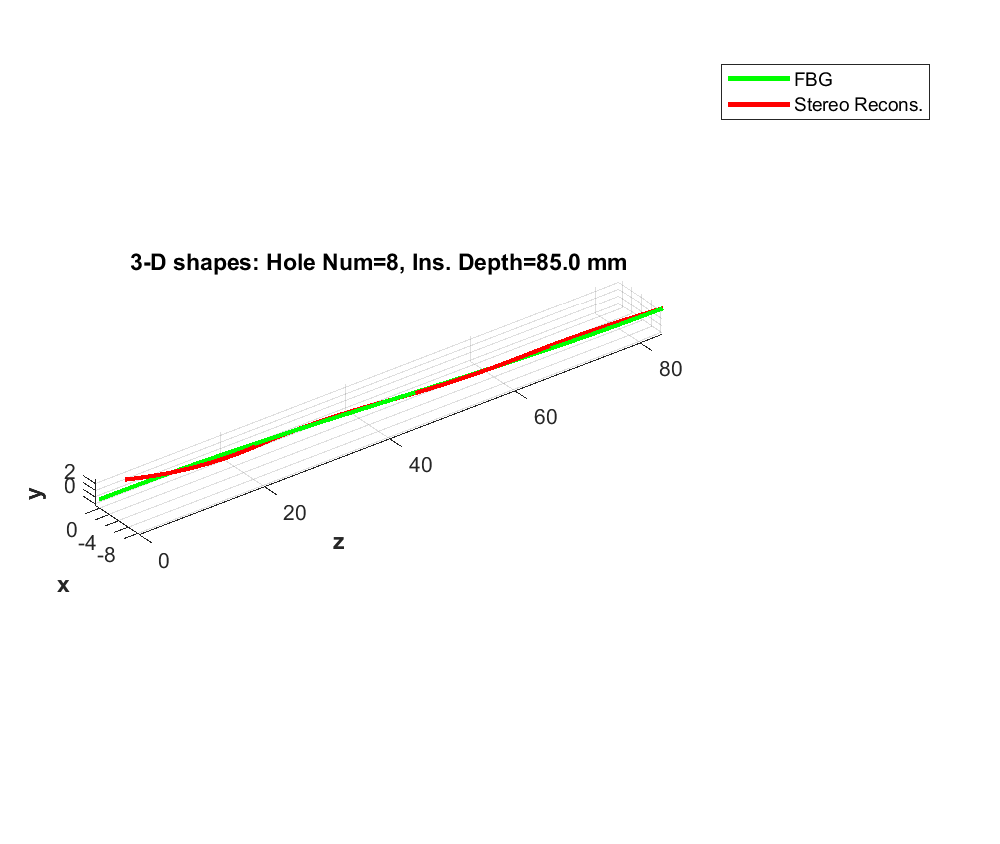 FBG
Stereo Recons.
3-D shapes: Hole Num=8, Ins. Depth=85.0 mm
80
60
40
20
0
z
2
0
y
0
-4
-8
x